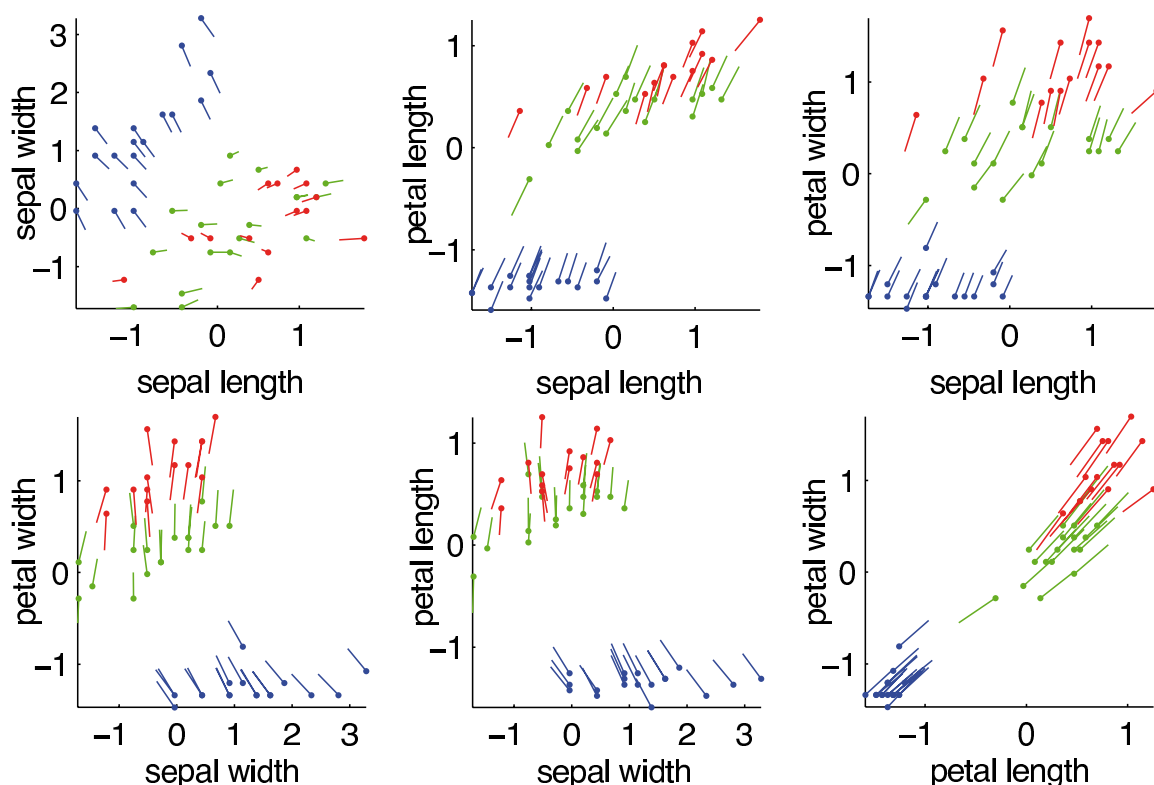 3
2
1
0
−1
sepal width
−1 0 1
sepal length
1
0
−1
petal length
−1 0 1
sepal length
1
0
−1
petal width
−1 0 1
sepal length
1
0
−1
petal width
−1 0 1 2 3
sepal width
1
0
−1
petal length
−1 0 1 2 3
sepal width
1
0
−1
petal width
−1 0 1
petal length